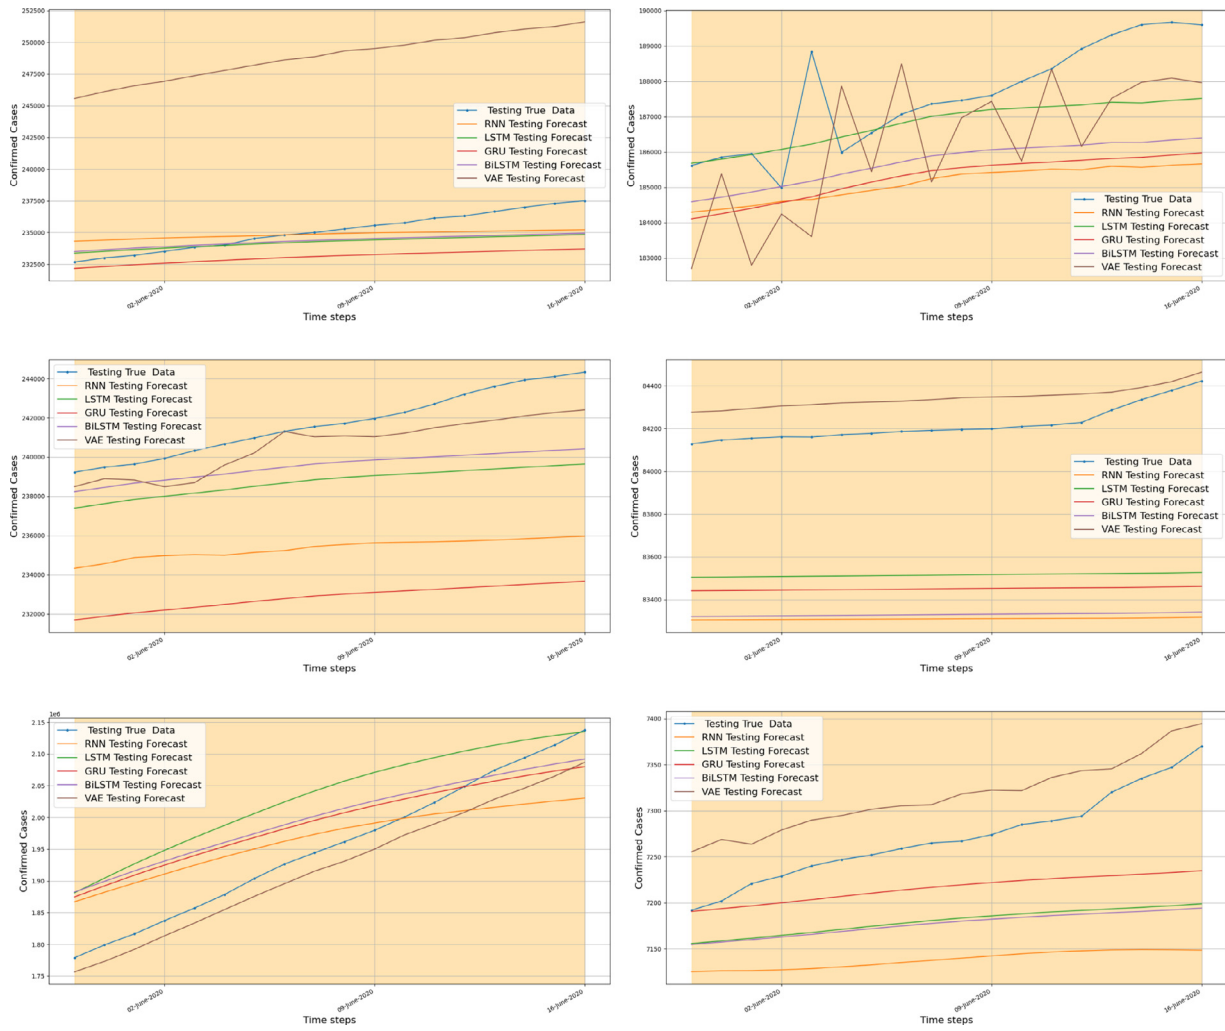 252500
250000
247500
245000
242500
240000
237500
235000
232500
Confirmed Cases
Testing True Data
RNN Testing Forecast
LSTM Testing Forecast
GRU Testing Forecast
BiLSTM Testing Forecast
VAE Testing Forecast
02-June-2020
09-June-2020
16-June-2020
Time steps
190000
189000
188000
187000
186000
185000
184000
183000
Confirmed Cases
Testing True Data
RNN Testing Forecast
LSTM Testing Forecast
GRU Testing Forecast
BiLSTM Testing Forecast
VAE Testing Forecast
02-June-2020
09-June-2020
16-June-2020
Time steps
244000
242000
240000
238000
236000
234000
232000
Confirmed Cases
Testing True Data
RNN Testing Forecast
LSTM Testing Forecast
GRU Testing Forecast
BiLSTM Testing Forecast
VAE Testing Forecast
02-June-2020
09-June-2020
16-June-2020
Time steps
84400
84200
84000
83800
83600
83400
Confirmed Cases
Testing True Data
RNN Testing Forecast
LSTM Testing Forecast
GRU Testing Forecast
BiLSTM Testing Forecast
VAE Testing Forecast
02-June-2020
09-June-2020
16-June-2020
Time steps
1e6
2.15
2.10
2.05
2.00
1.95
1.90
1.85
1.80
1.75
Confirmed Cases
Testing True Data
RNN Testing Forecast
LSTM Testing Forecast
GRU Testing Forecast
BiLSTM Testing Forecast
VAE Testing Forecast
02-June-2020
09-June-2020
16-June-2020
Time steps
7400
7350
7300
7250
7200
7150
Confirmed Cases
Testing True Data
RNN Testing Forecast
LSTM Testing Forecast
GRU Testing Forecast
BiLSTM Testing Forecast
VAE Testing Forecast
02-June-2020
09-June-2020
16-June-2020
Time steps